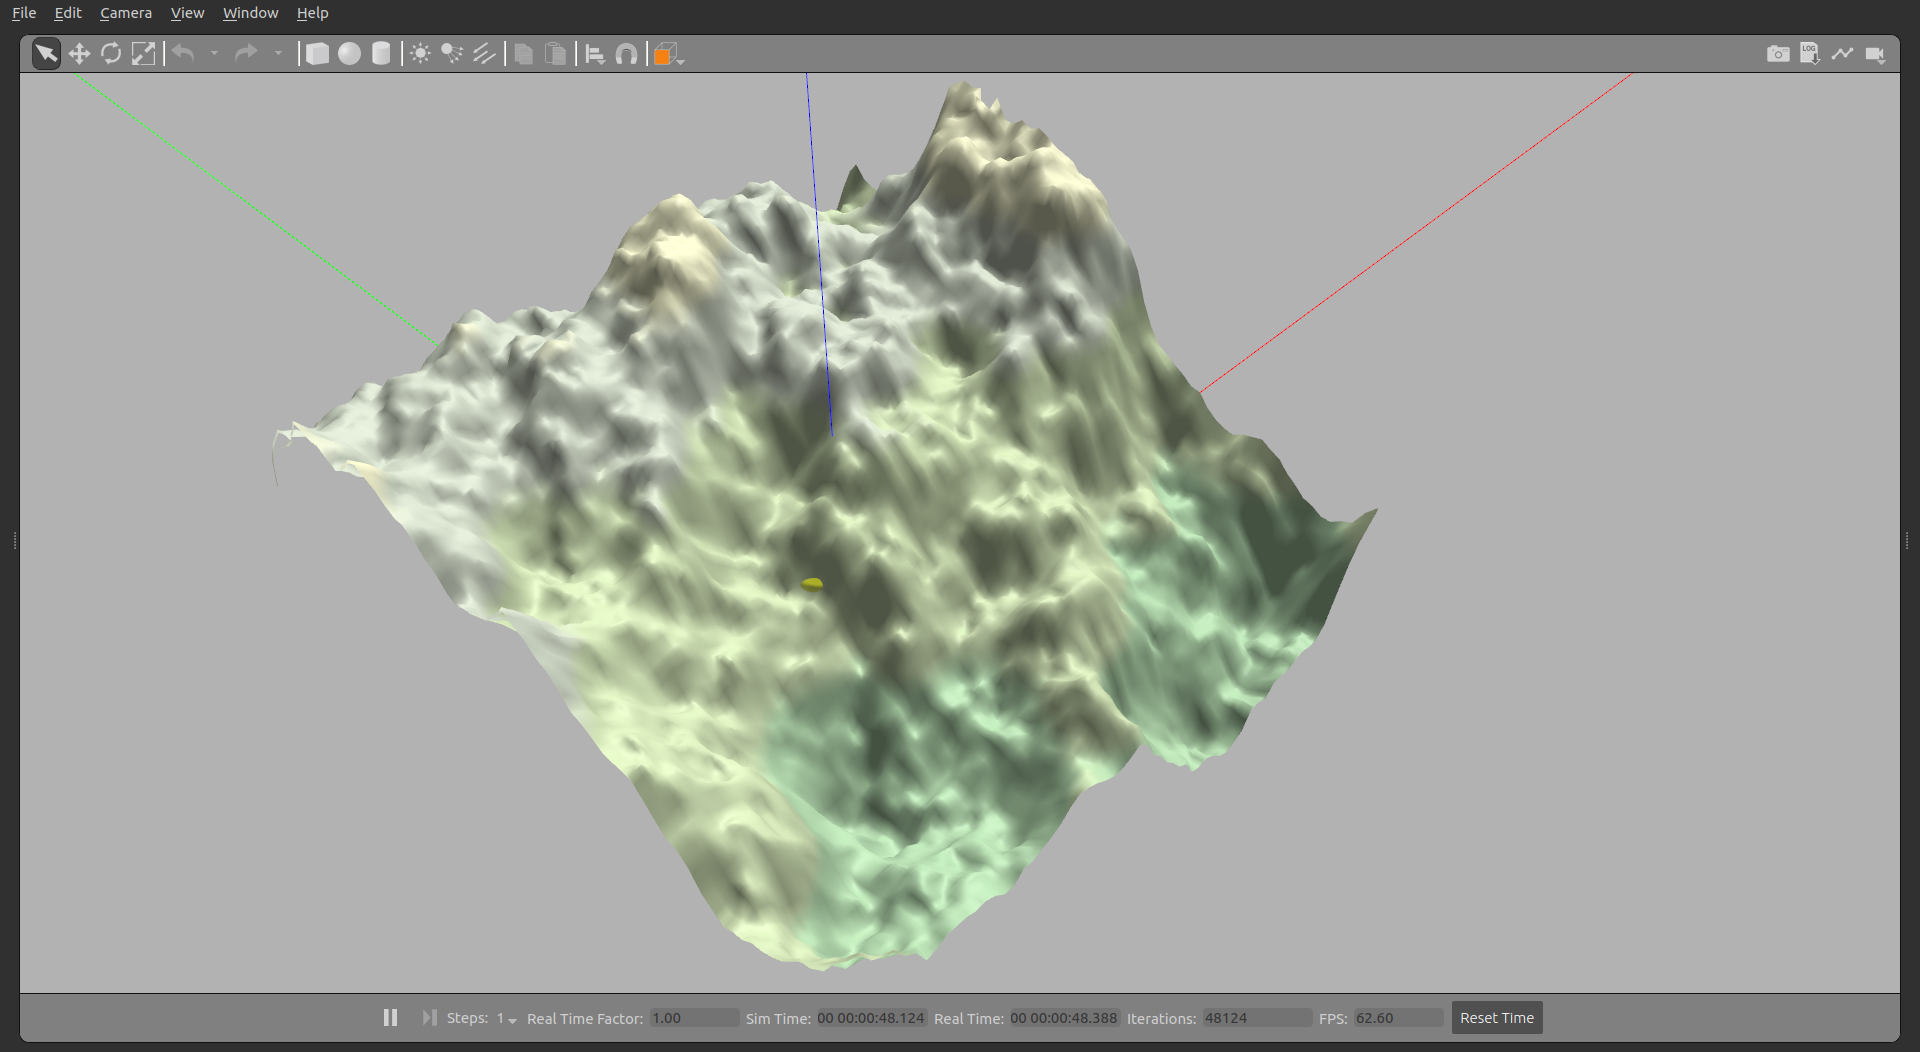 File Edit Camera View Window Help
LOG
Steps: 1 Real Time Factor: 1.00 Sim Time: 00 00:00:48.124 Real Time: 00 00:00:48.388 Iterations: 48124 FPS: 62.60 Reset Time